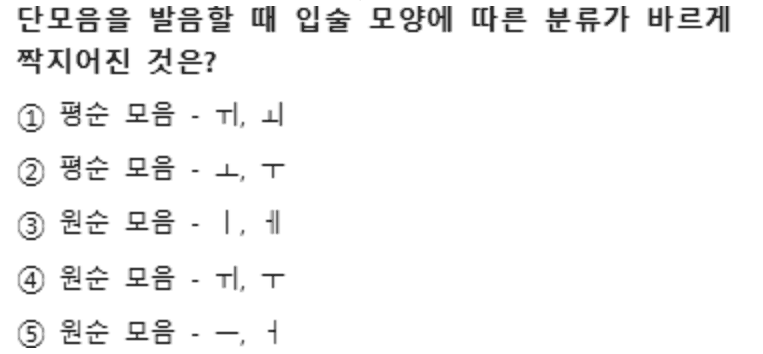 단모음을 발음할 때 입술 모양에 따른 분류가 바르게
짝지어진 것은?
① 평순 모음 - ㅟ, ㅚ
② 평순 모음 - ㅗ, ㅜ
③ 원순 모음 - ㅣ, ㅔ
④ 원순 모음 - ㅟ, ㅜ
⑤ 원순 모음 - ㅡ, ㅓ